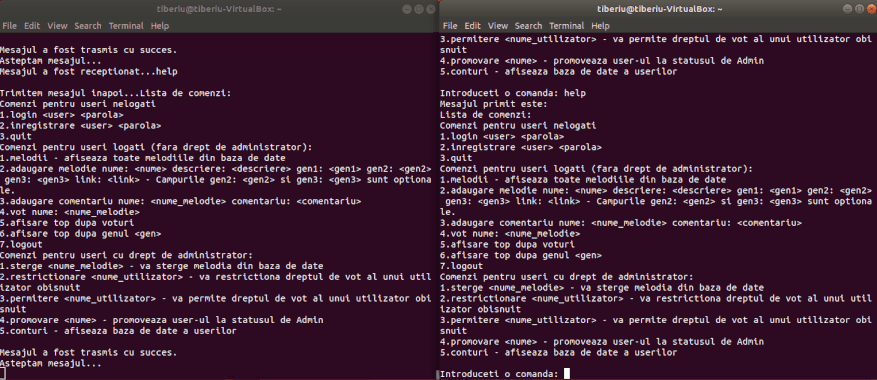 tiberiu@tiberiu-VirtualBox: ~
File Edit View Search Terminal Help
Mesajul a fost trasmis cu succes.
Asteptam mesajul...
Mesajul a fost receptionat...help
Trimitem mesajul inapoi...Lista de comenzi:
Comenzi pentru useri nelogati
1.login <user> <parola>
2.inregistrare <user> <parola>
3.quit
Comenzi pentru useri logati (fara drept de administrator):
1.melodii - afiseaza toate melodiile din baza de date
2.adaugare melodie nume: <nume> descriere: <descriere> gen1: <gen1> gen2: <gen2>
gen3: <gen3> link: <link> - Campurile gen2: <gen2> si gen3: <gen3> sunt optiona
le.
3.adaugare comentariu nume: <nume_melodie> comentariu: <comentariu>
4.vot nume: <nume_melodie>
5.afisare top dupa voturi
6.afisare top dupa genul <gen>
7.logout
Comenzi pentru useri cu drept de administrator:
1.sterge <nume_melodie> - va sterge melodia din baza de date
2.restrictionare <nume_utilizator> - va restrictiona dreptul de vot al unui util
izator obisnuit
3.permitere <nume_utilizator> - va permite dreptul de vot al unui utilizator obi
snuit
4.promovare <nume> - promoveaza user-ul la statusul de Admin
5.conturi - afiseaza baza de date a userilor
Mesajul a fost trasmis cu succes.
Asteptam mesajul...
tiberiu@tiberiu-VirtualBox: ~
File Edit View Search Terminal Help
3.permitere <nume_utilizator> - va permite dreptul de vot al unui utilizator obi
snuit
4.promovare <nume> - promoveaza user-ul la statusul de Admin
5.conturi - afiseaza baza de date a userilor
Introduceti o comanda: help
Mesajul primit este:
Lista de comenzi:
Comenzi pentru useri nelogati
1.login <user> <parola>
2.inregistrare <user> <parola>
3.quit
Comenzi pentru useri logati (fara drept de administrator):
1.melodii - afiseaza toate melodiile din baza de date
2.adaugare melodie nume: <nume> descriere: <descriere> gen1: <gen1> gen2: <gen2>
gen3: <gen3> link: <link> - Campurile gen2: <gen2> si gen3: <gen3> sunt optiona
le.
3.adaugare comentariu nume: <nume_melodie> comentariu: <comentariu>
4.vot nume: <nume_melodie>
5.afisare top dupa voturi
6.afisare top dupa genul <gen>
7.logout
Comenzi pentru useri cu drept de administrator:
1.sterge <nume_melodie> - va sterge melodia din baza de date
2.restrictionare <nume_utilizator> - va restrictiona dreptul de vot al unui util
izator obisnuit
3.permitere <nume_utilizator> - va permite dreptul de vot al unui utilizator obi
snuit
4.promovare <nume> - promoveaza user-ul la statusul de Admin
5.conturi - afiseaza baza de date a userilor
Introduceti o comanda: